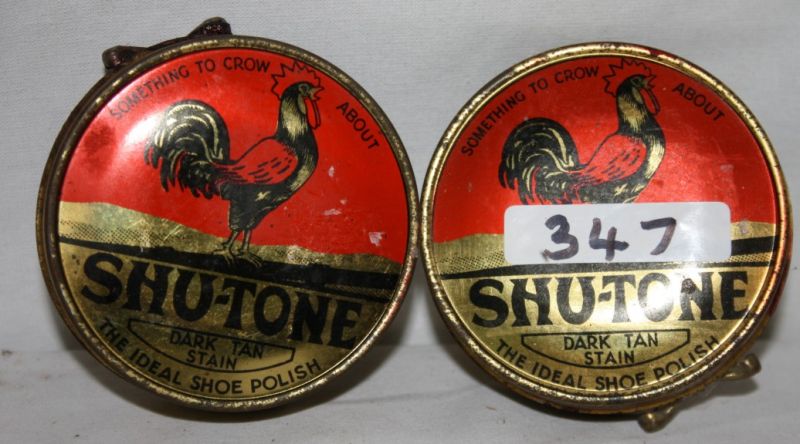 SOMETHING TO CROW ABOUT
SHU-TONE
DARK TAN
STAIN
THE IDEAL SHOE POLISH
SOMETHING TO CROW ABOUT
347
SHU-TONE
DARK TAN
STAIN
THE IDEAL SHOE POLISH